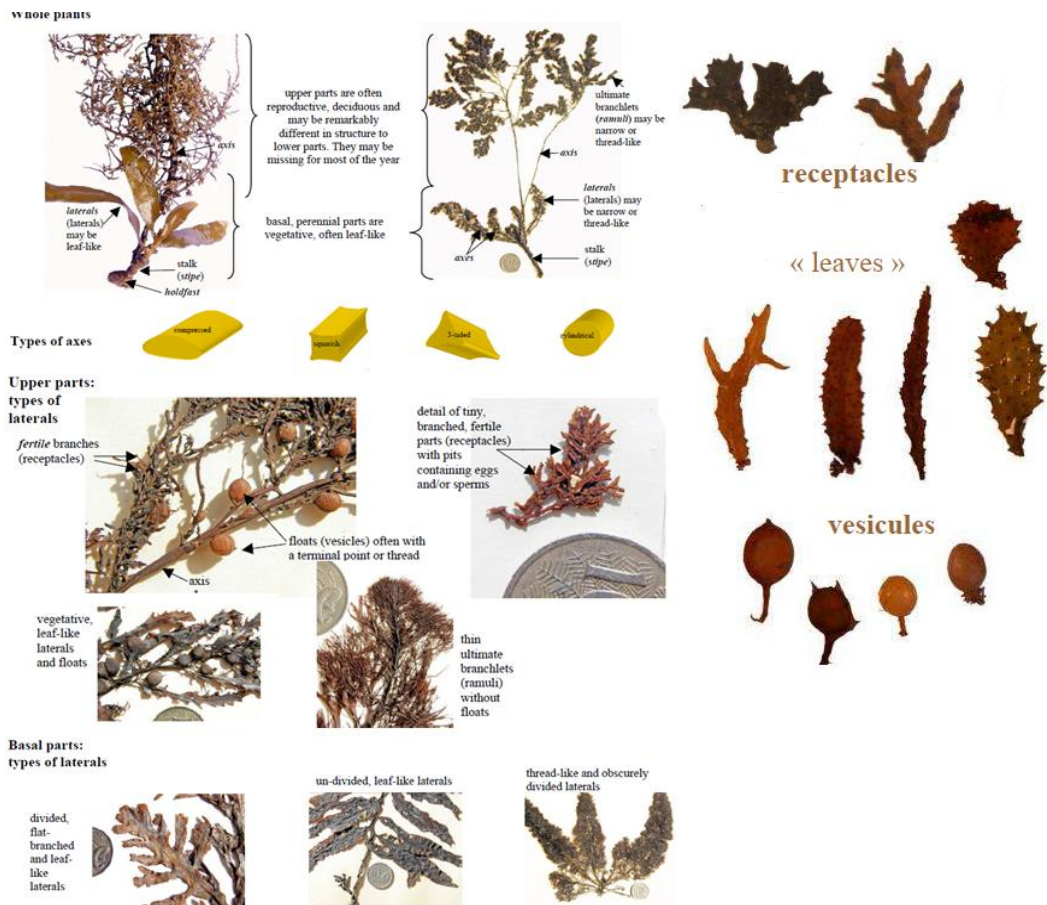 Whole plants
upper parts are often
reproductive, deciduous and
may be remarkably
different in structure to
lower parts. They may be
missing for most of the year
axis
laterals
(laterals)
may be
leaf-like
basal, perennial parts are
vegetative, often leaf-like
stalk
(stipe)
holdfast
ultimate
branchlets
(ramuli) may be
narrow or
thread-like
axis
laterals
(laterals) may
be narrow or
thread-like
axes
stalk
(stipe)
receptacles
« leaves »
vesicules
Types of axes
compressed
squarish
3-sided
cylindrical
Upper parts:
types of
laterals
fertile branches
(receptacles)
detail of tiny,
branched, fertile
parts (receptacles)
with pits
containing eggs
and/or sperms
floats (vesicles) often with
a terminal point or thread
axis
vegetative,
leaf-like
laterals
and floats
thin
ultimate
branchlets
(ramuli)
without
floats
Basal parts:
types of laterals
divided,
flat-
branched
and leaf-
like
laterals
un-divided, leaf-like laterals
thread-like and obscurely
divided laterals